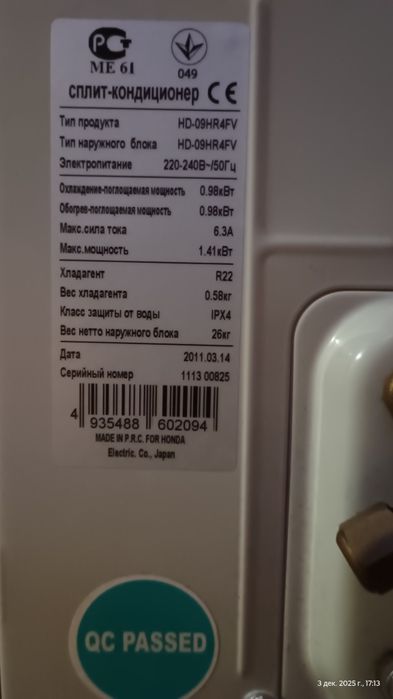 РСТ
ME 61
049
сплит-кондиционер CE
Тип продукта HD-09HR4FV
Тип наружного блока HD-09HR4FV
Электропитание 220-240В~/50Гц
Охлаждение-поглощаемая мощность 0.98кВт
Обогрев-поглощаемая мощность 0.98кВт
Макс.сила тока 6.3А
Макс.мощность 1.41кВт
Хладагент R22
Вес хладагента 0.58кг
Класс защиты от воды IPX4
Вес нетто наружного блока 26кг
Дата 2011.03.14
Серийный номер 1113 00825
4 935488 602094
MADE IN P.R.C. FOR HONDA
Electric. Co., Japan
QC PASSED
3 дек. 2025 г., 17:13